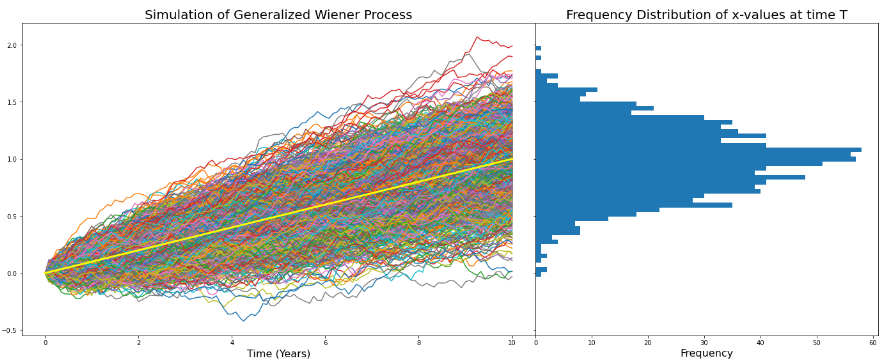 Simulation of Generalized Wiener Process
Frequency Distribution of x-values at time T
2.0
1.5
1.0
0.5
0.0
−0.5
0 2 4 6 8 10
0 10 20 30 40 50 60
Time (Years)
Frequency